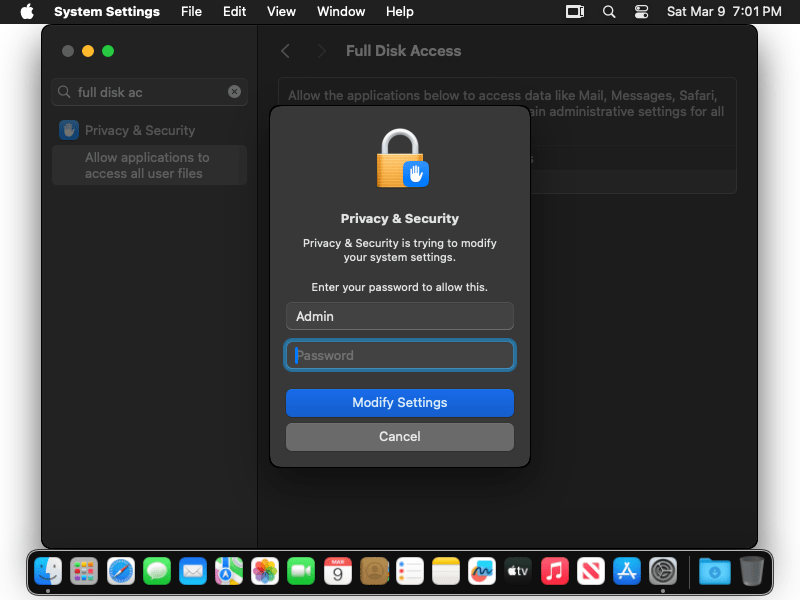 System Settings File Edit View Window Help Sat Mar 9 7:01 PM
Full Disk Access
full disk ac
Privacy & Security
Allow applications to
access all user files
Allow the applications below to access data like Mail, Messages, Safari,
administrative settings for all
Privacy & Security
Privacy & Security is trying to modify
your system settings.
Enter your password to allow this.
Admin
Password
Modify Settings
Cancel
MAR
9
tv